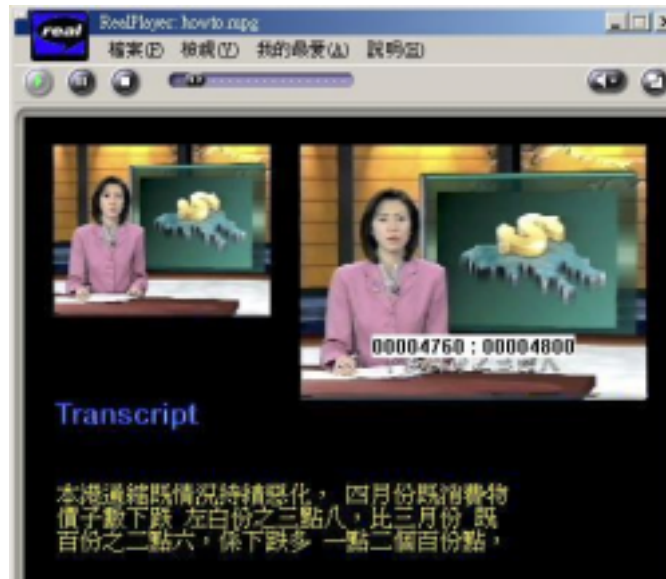 real RealPlayer: howto.mpg
檔案(F) 檢視(V) 我的最愛(A) 說明(H)
00004760 ; 00004800
Transcript
本港通縮既情況持續惡化， 四月份既消費物
價子數下跌 左百份之三點八，比三月份 既
百份之二點六，係下跌多 一點二個百份點，